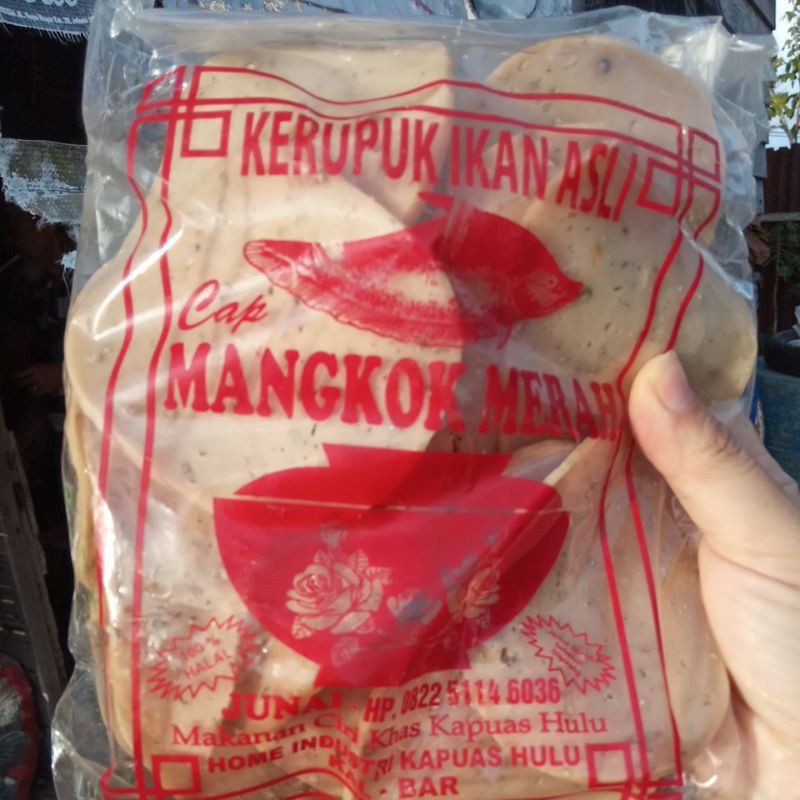 KERUPUK IKAN ASLI
Cap
MANGKOK MERAH
100 %
HALAL
JUNAI - HP. 0822 5114 6036
Makanan Ciri Khas Kapuas Hulu
HOME INDUSTRI KAPUAS HULU
KAL - BAR